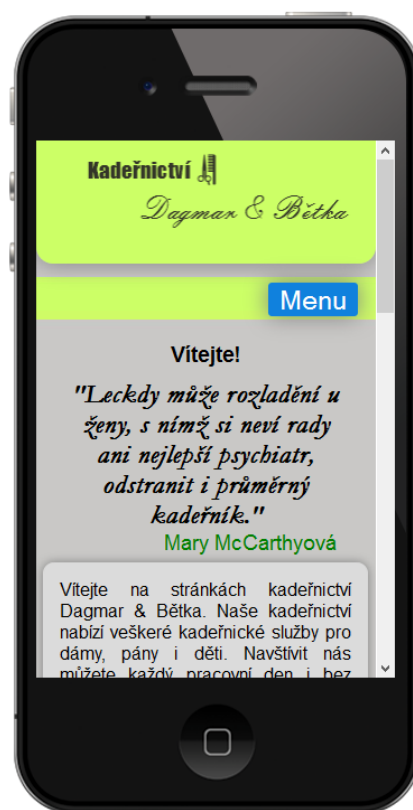 Kadeřnictví
Dagmar & Bětka
Menu
Vítejte!
"Leckdy může rozladění u
ženy, s nímž si neví rady
ani nejlepší psychiatr,
odstranit i průměrný
kadeřník."
Mary McCarthyová
Vítejte na stránkách kadeřnictví
Dagmar & Bětka. Naše kadeřnictví
nabízí veškeré kadeřnické služby pro
dámy, pány i děti. Navštívit nás
můžete každý pracovní den i bez